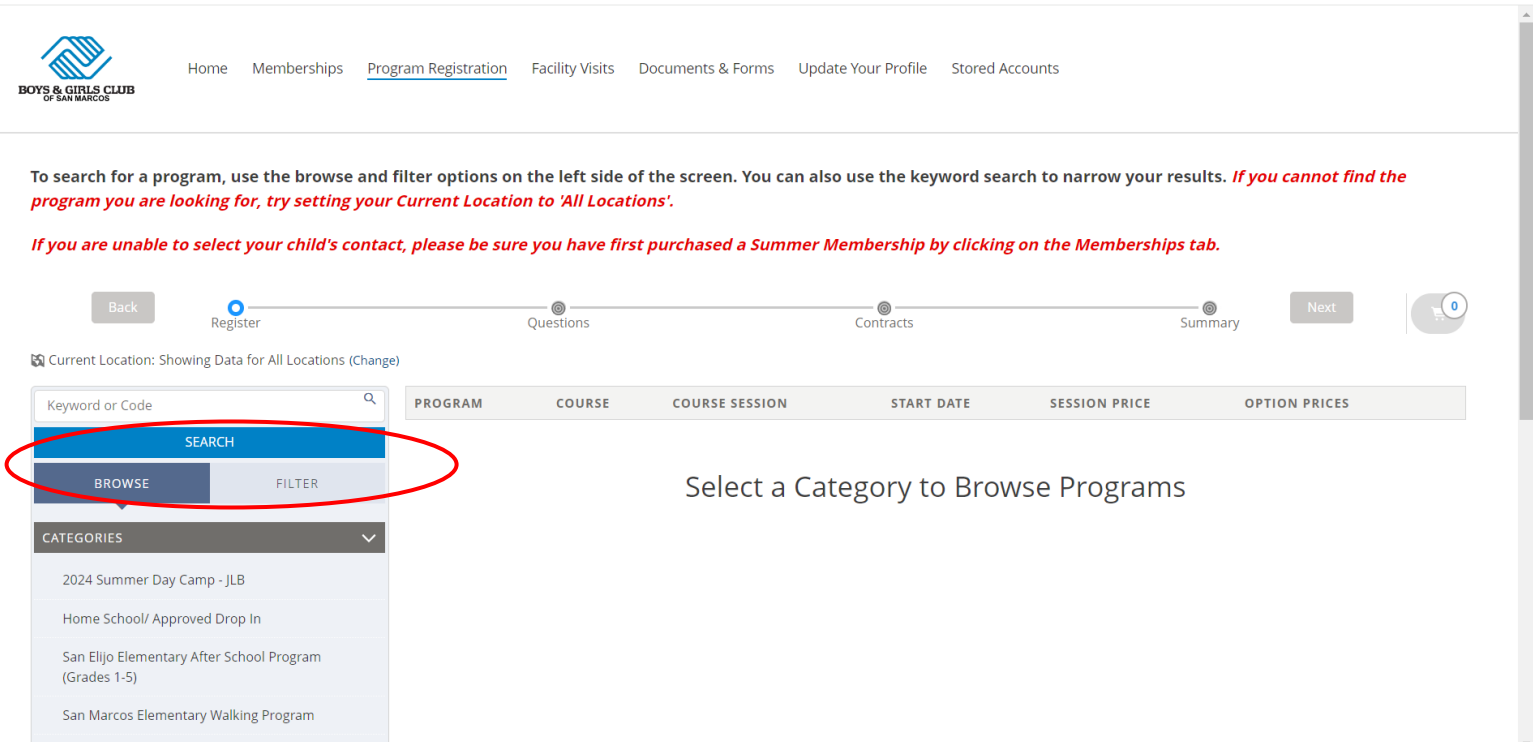 BOYS & GIRLS CLUB
OF SAN MARCOS
Home Memberships Program Registration Facility Visits Documents & Forms Update Your Profile Stored Accounts
To search for a program, use the browse and filter options on the left side of the screen. You can also use the keyword search to narrow your results. If you cannot find the
program you are looking for, try setting your Current Location to 'All Locations'.
If you are unable to select your child's contact, please be sure you have first purchased a Summer Membership by clicking on the Memberships tab.
Back Register Questions Contracts Summary Next 0
Current Location: Showing Data for All Locations (Change)
Keyword or Code
SEARCH
BROWSE FILTER
CATEGORIES
2024 Summer Day Camp - JLB
Home School/ Approved Drop In
San Elijo Elementary After School Program
(Grades 1-5)
San Marcos Elementary Walking Program
PROGRAM COURSE COURSE SESSION START DATE SESSION PRICE OPTION PRICES
Select a Category to Browse Programs